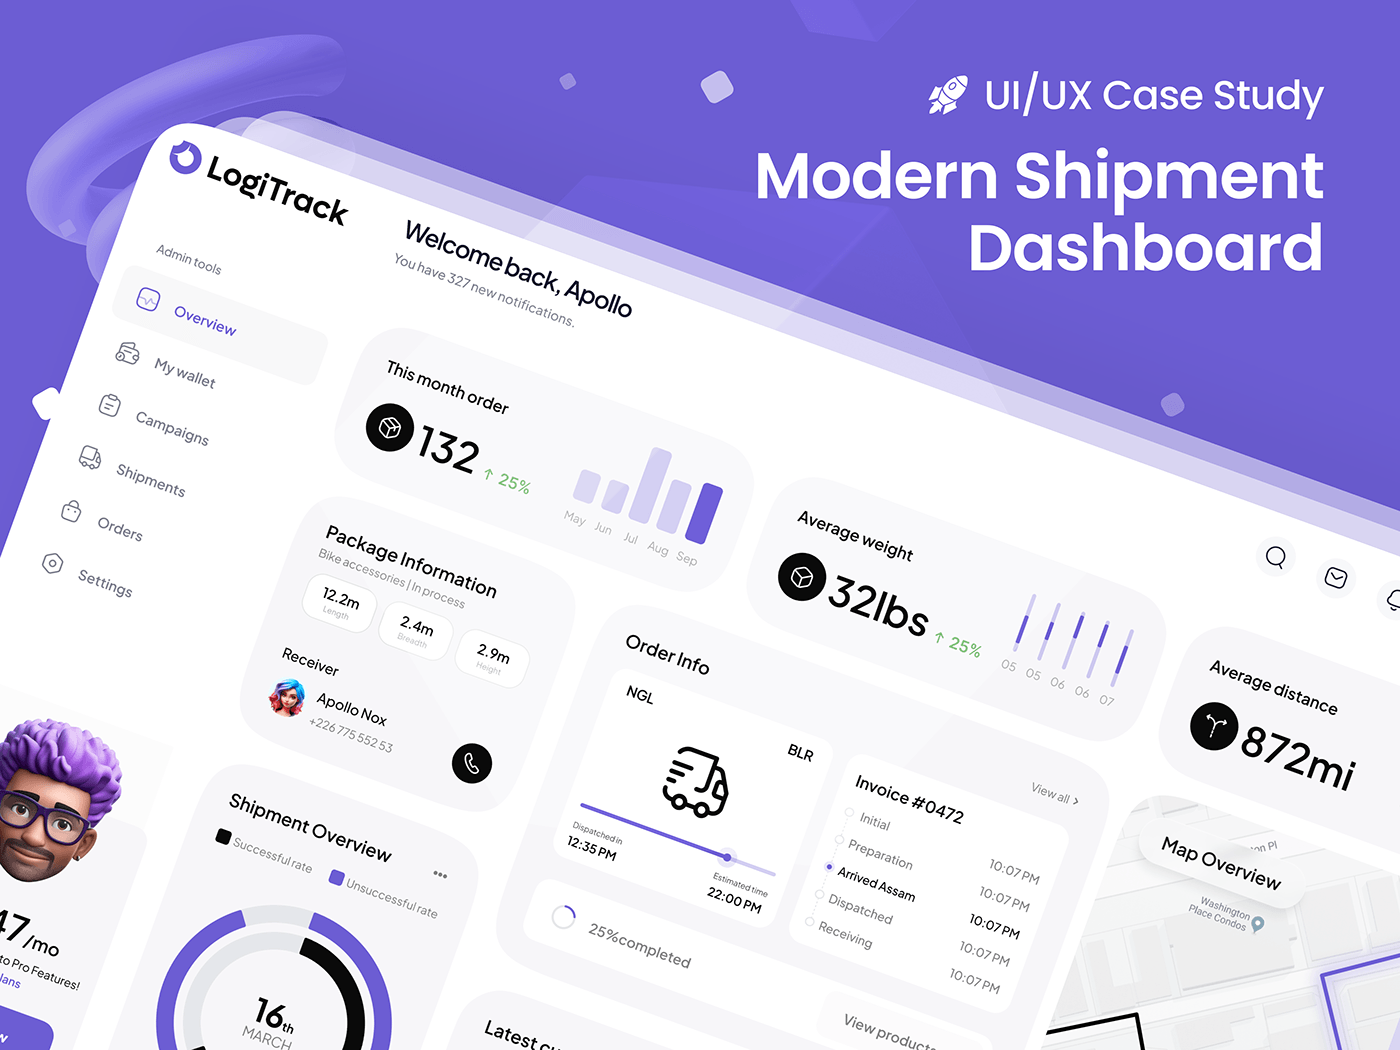 UI/UX Case Study
Modern Shipment
Dashboard
LogiTrack
Welcome back, Apollo
You have 327 new notifications.
Admin tools
Overview
My wallet
Campaigns
Shipments
Orders
Settings
This month order
132
↑ 25%
May Jun Jul Aug Sep
Average weight
32lbs
↑ 25%
05 05 06 06 07
Average distance
872mi
Package Information
Bike accessories | In process
12.2m
Length
2.4m
Breadth
2.9m
Height
Receiver
Apollo Nox
+226 775 552 53
Order Info
View all >
NGL
BLR
Dispatched in
12:35 PM
Estimated time
22:00 PM
25%completed
Invoice #0472
Initial 10:07 PM
Preparation 10:07 PM
Arrived Assam 10:07 PM
Dispatched 10:07 PM
Receiving 10:07 PM
View product
Map Overview
on Pl
Washington
Place Condos
Shipment Overview
Successful rate
Unsuccessful rate
16th
MARCH
47/mo
to Pro Features!
lans
w
Latest cu